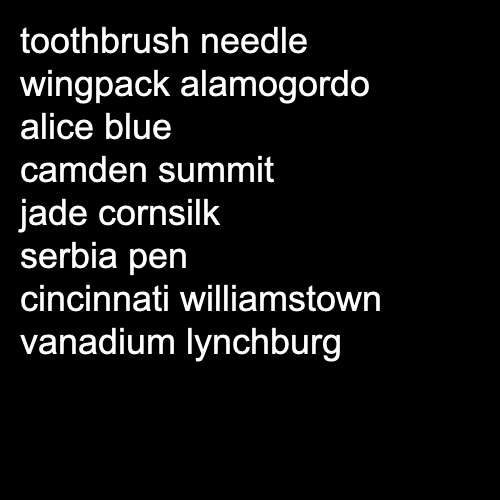 toothbrush needle
wingpack alamogordo
alice blue
camden summit
jade cornsilk
serbia pen
cincinnati williamstown
vanadium lynchburg